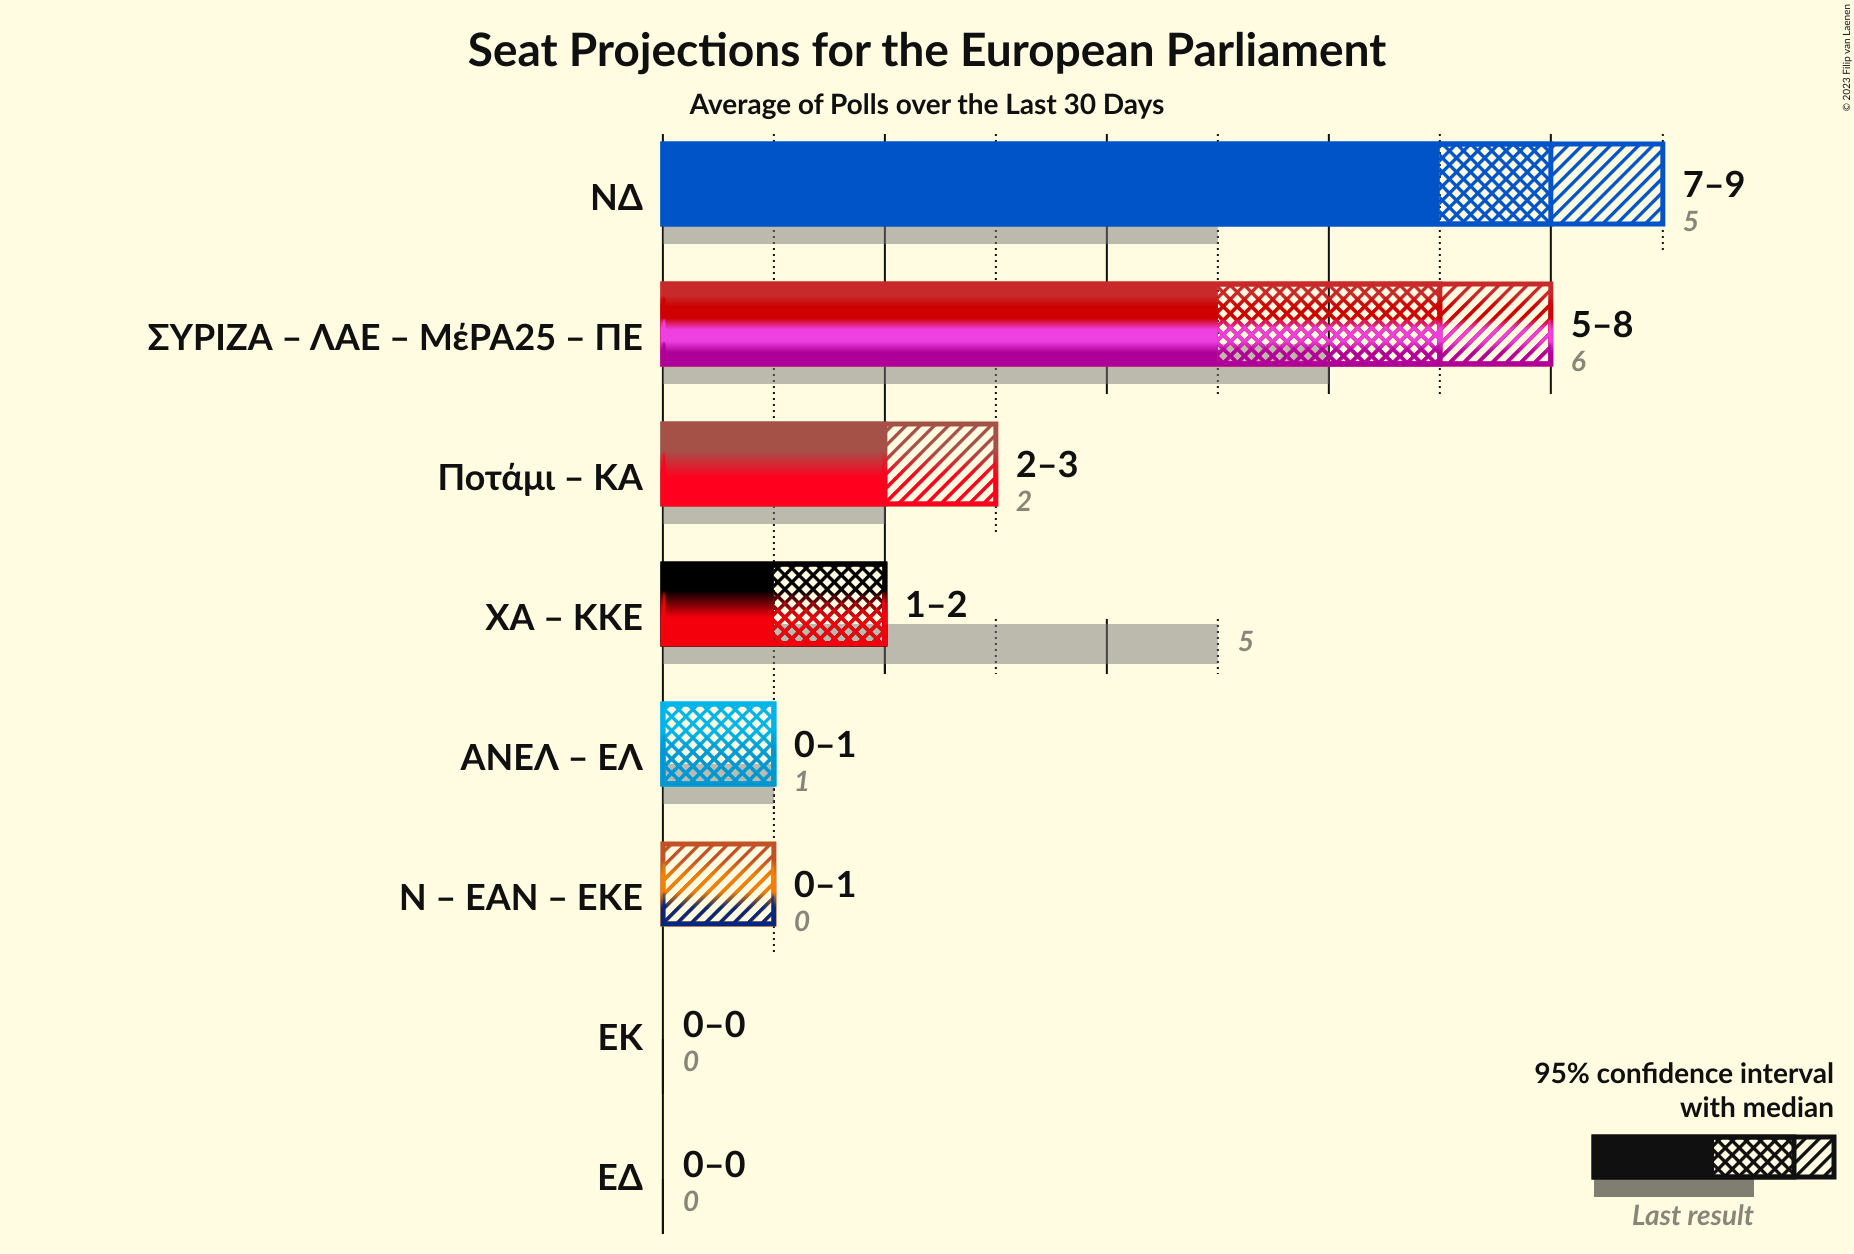 Seat Projections for the European Parliament
Average of Polls over the Last 30 Days
© 2023 Filip van Laenen
ΝΔ
7–9
5
ΣΥΡΙΖΑ – ΛΑΕ – ΜέΡΑ25 – ΠΕ
5–8
6
Ποτάμι – ΚΑ
2–3
2
ΧΑ – ΚΚΕ
1–2
5
ΑΝΕΛ – ΕΛ
0–1
1
Ν – ΕΑΝ – ΕΚΕ
0–1
0
ΕΚ
0–0
0
ΕΔ
0–0
0
95% confidence interval
with median
Last result